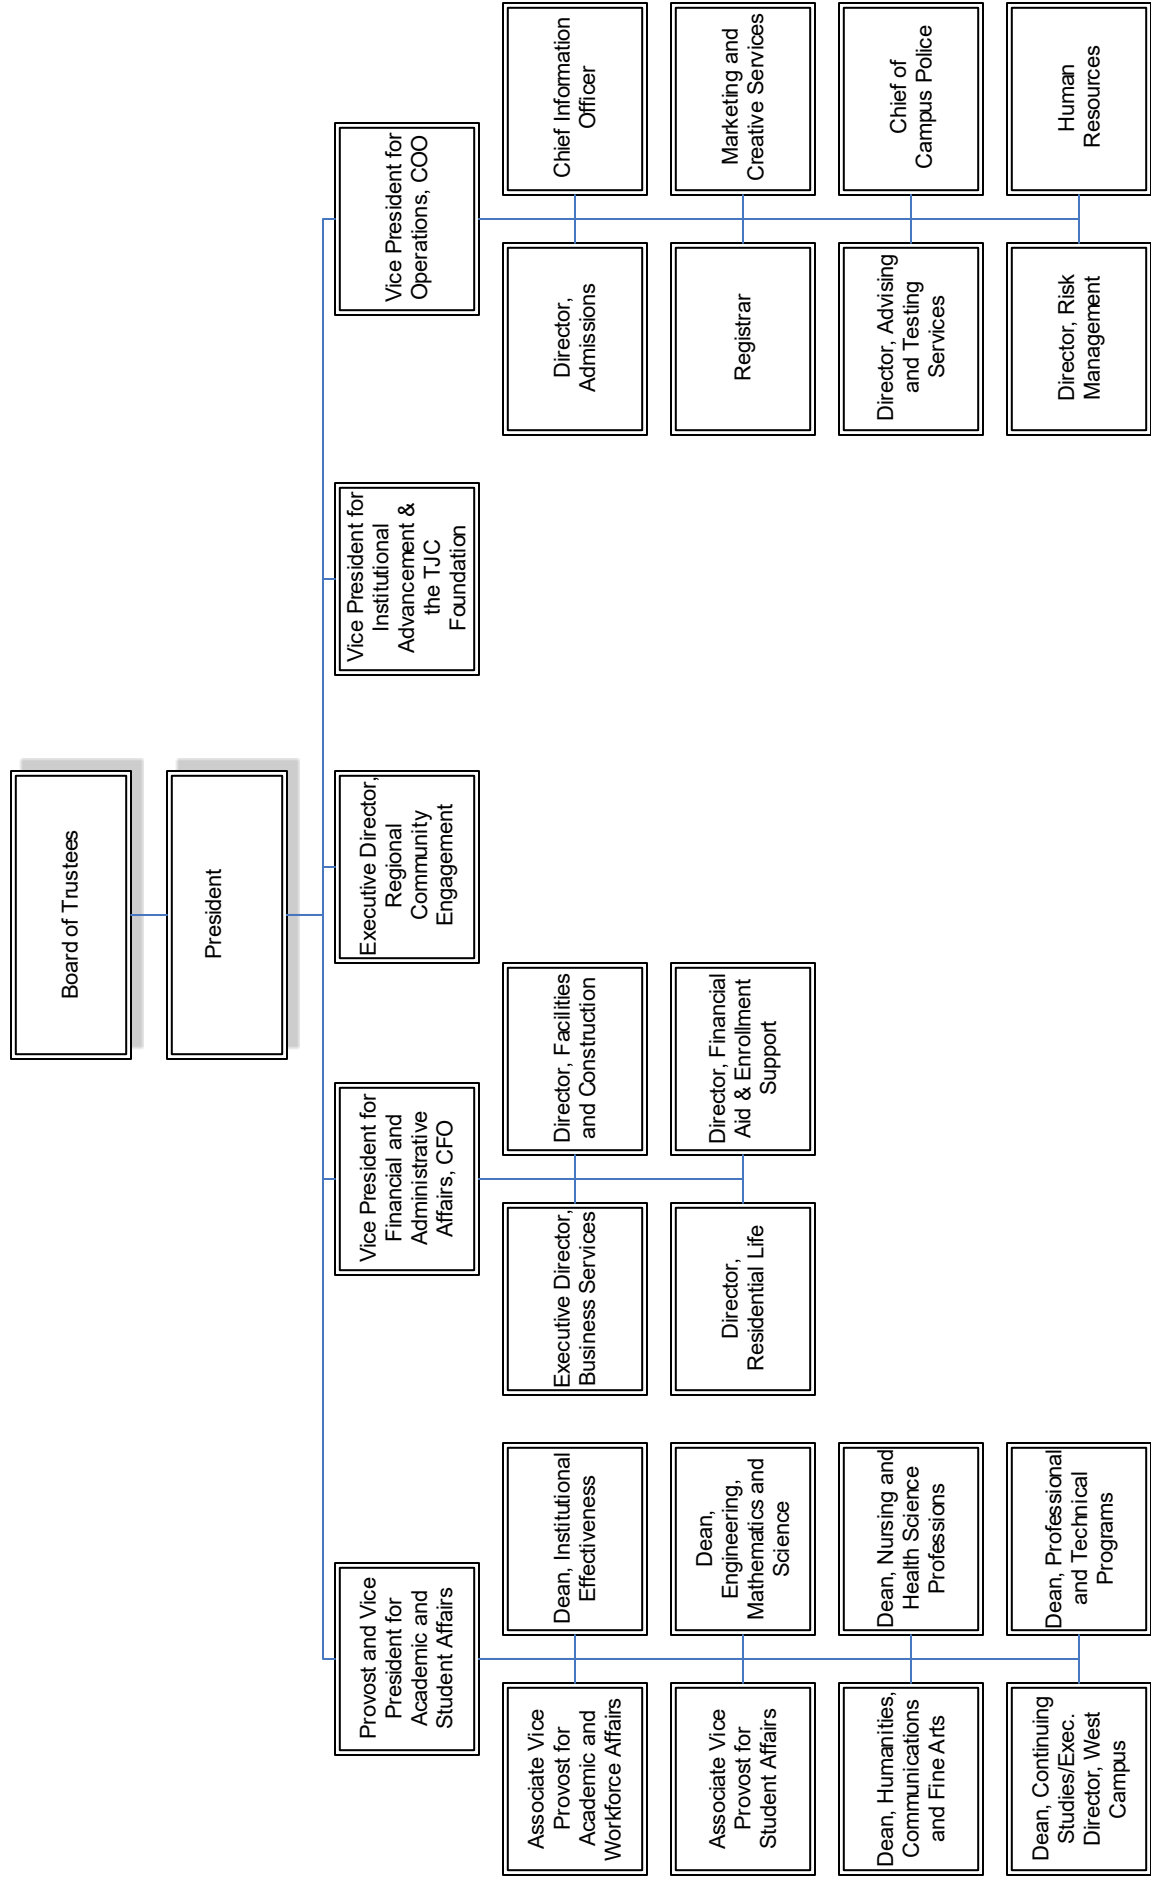 Board of Trustees
President
Provost and Vice
President for
Academic and
Student Affairs
Vice President for
Financial and
Administrative
Affairs, CFO
Executive Director,
Regional
Community
Engagement
Vice President for
Institutional
Advancement &
the TJC
Foundation
Vice President for
Operations, COO
Associate Vice
Provost for
Academic and
Workforce Affairs
Dean, Institutional
Effectiveness
Associate Vice
Provost for
Student Affairs
Dean,
Engineering,
Mathematics and
Science
Dean, Humanities,
Communications
and Fine Arts
Dean, Nursing and
Health Science
Professions
Dean, Continuing
Studies/Exec.
Director, West
Campus
Dean, Professional
and Technical
Programs
Executive Director,
Business Services
Director, Facilities
and Construction
Director,
Residential Life
Director, Financial
Aid & Enrollment
Support
Director,
Admissions
Chief Information
Officer
Registrar
Marketing and
Creative Services
Director, Advising
and Testing
Services
Chief of
Campus Police
Director, Risk
Management
Human
Resources